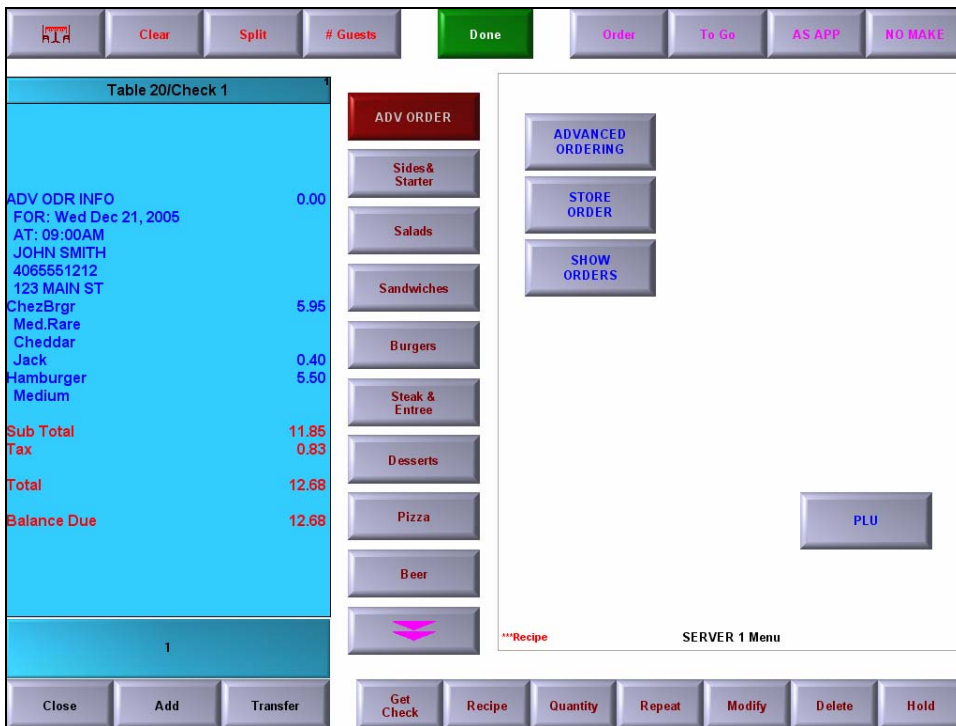 Clear
Split
# Guests
Done
Order
To Go
AS APP
NO MAKE
Table 20/Check 1
1
ADV ODR INFO 0.00
FOR: Wed Dec 21, 2005
AT: 09:00AM
JOHN SMITH
4065551212
123 MAIN ST
ChezBrgr 5.95
Med.Rare
Cheddar
Jack 0.40
Hamburger 5.50
Medium
Sub Total 11.85
Tax 0.83
Total 12.68
Balance Due 12.68
1
ADV ORDER
Sides&
Starter
Salads
Sandwiches
Burgers
Steak &
Entree
Desserts
Pizza
Beer
ADVANCED
ORDERING
STORE
ORDER
SHOW
ORDERS
PLU
***Recipe
SERVER 1 Menu
Close
Add
Transfer
Get
Check
Recipe
Quantity
Repeat
Modify
Delete
Hold